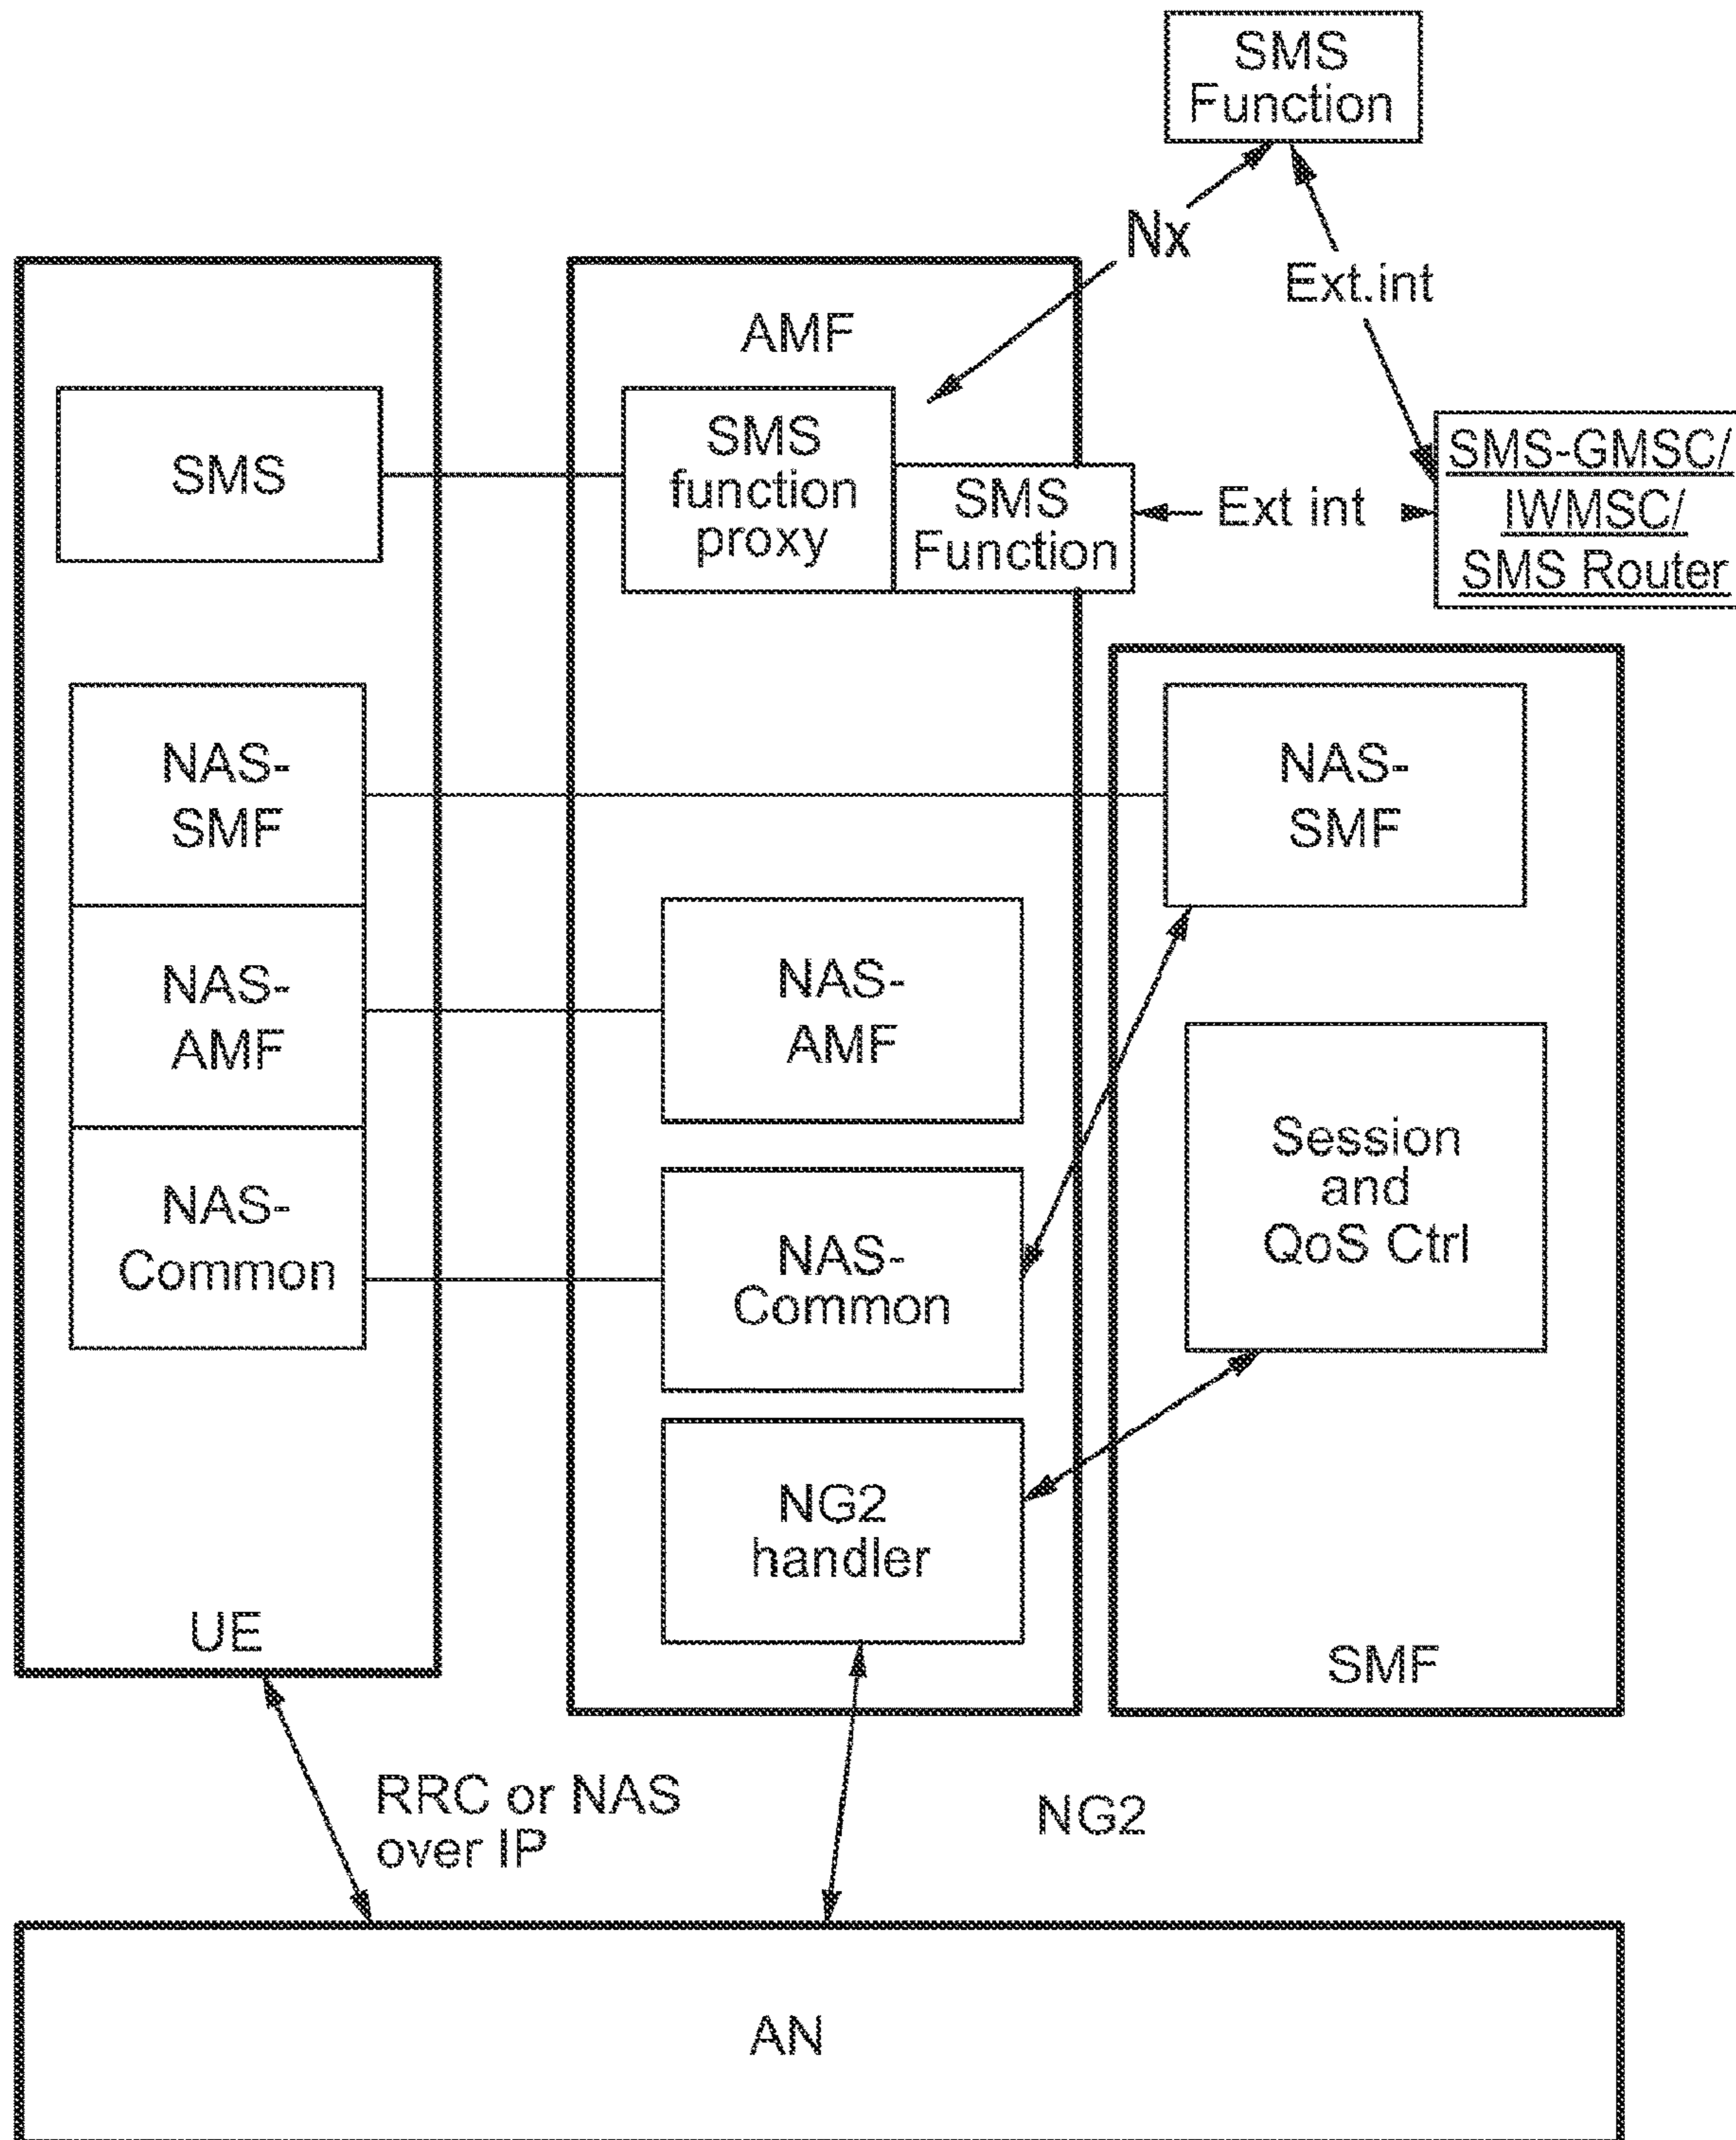 SMS
Function
Nx
Ext.int
AMF
SMS
SMS
function
proxy
SMS
Function
Ext int
SMS-GMSC/
IWMSC/
SMS Router
NAS-
SMF
NAS-
SMF
NAS-
AMF
NAS-
AMF
NAS-
Common
NAS-
Common
Session
and
QoS Ctrl
NG2
handler
UE
SMF
RRC or NAS
over IP
NG2
AN